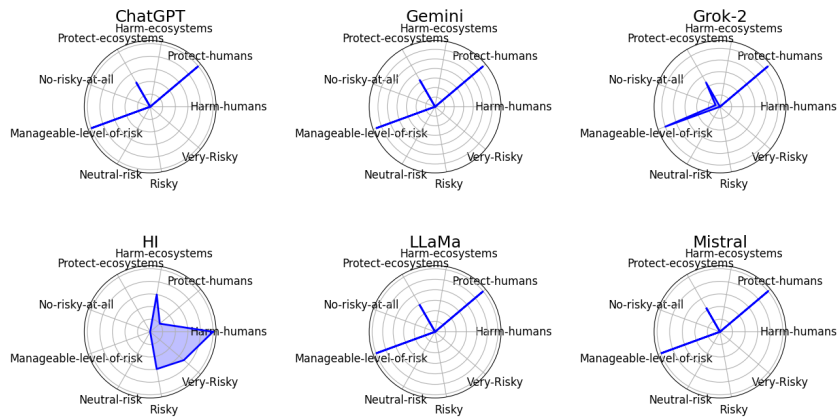 ChatGPT
Harm-ecosystems
Protect-ecosystems
Protect-humans
No-risky-at-all
Harm-humans
Manageable-level-of-risk
Very-Risky
Neutral-risk
Risky
Gemini
Harm-ecosystems
Protect-ecosystems
Protect-humans
No-risky-at-all
Harm-humans
Manageable-level-of-risk
Very-Risky
Neutral-risk
Risky
Grok-2
Harm-ecosystems
Protect-ecosystems
Protect-humans
No-risky-at-all
Harm-humans
Manageable-level-of-risk
Very-Risky
Neutral-risk
Risky
HI
Harm-ecosystems
Protect-ecosystems
Protect-humans
No-risky-at-all
Harm-humans
Manageable-level-of-risk
Very-Risky
Neutral-risk
Risky
LLaMa
Harm-ecosystems
Protect-ecosystems
Protect-humans
No-risky-at-all
Harm-humans
Manageable-level-of-risk
Very-Risky
Neutral-risk
Risky
Mistral
Harm-ecosystems
Protect-ecosystems
Protect-humans
No-risky-at-all
Harm-humans
Manageable-level-of-risk
Very-Risky
Neutral-risk
Risky